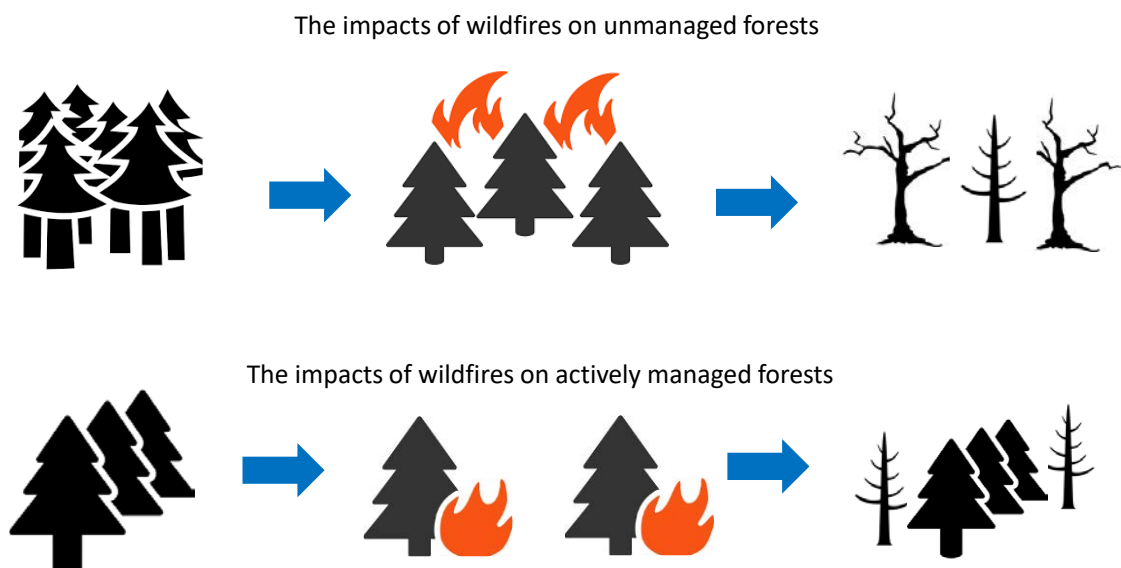 The impacts of wildfires on unmanaged forests
The impacts of wildfires on actively managed forests